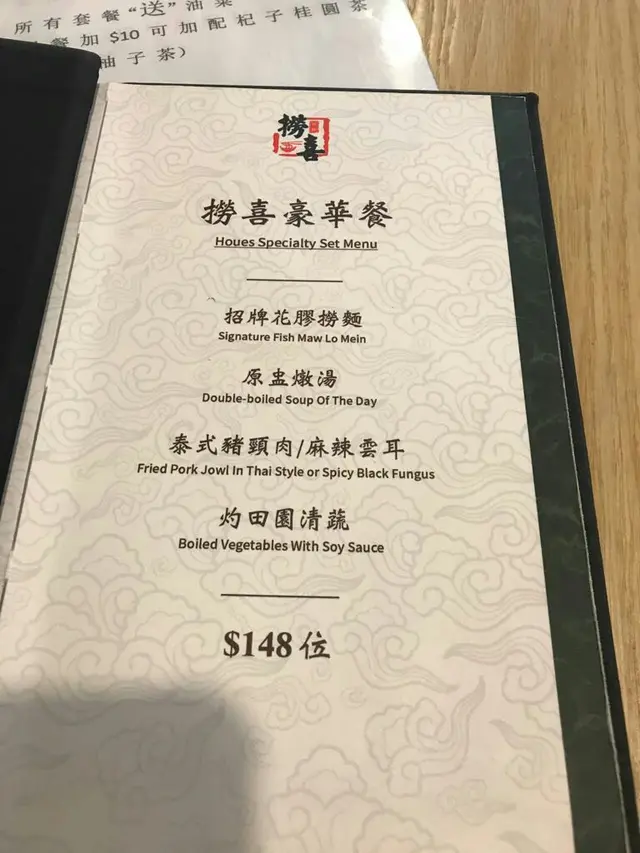 所有套餐“送”油菜
餐加$10可加配杞子桂圓茶
柚子茶）
撈喜
撈喜豪華餐
Houes Specialty Set Menu
招牌花膠撈麵
Signature Fish Maw Lo Mein
原盅燉湯
Double-boiled Soup Of The Day
泰式豬頸肉/麻辣雲耳
Fried Pork Jowl In Thai Style or Spicy Black Fungus
灼田園清蔬
Boiled Vegetables With Soy Sauce
$148位